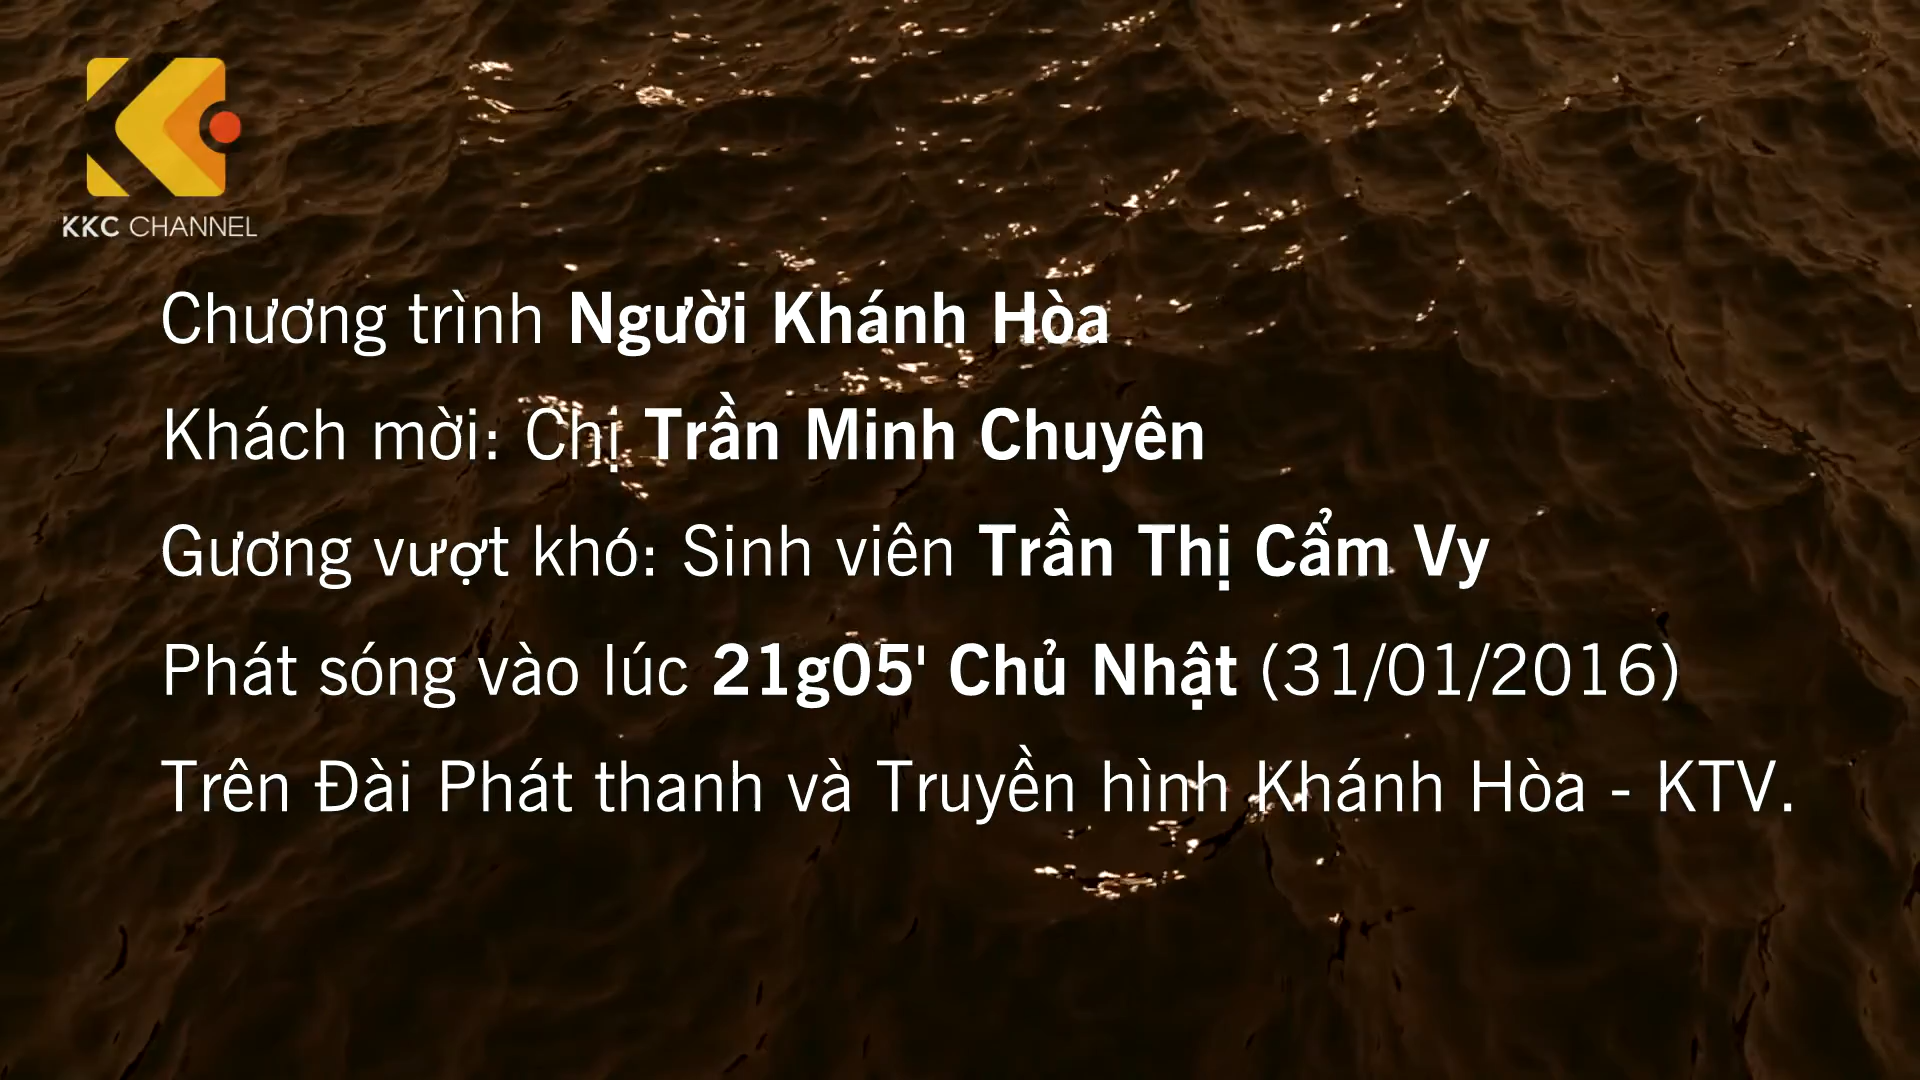 KKC CHANNEL
Chương trình Người Khánh Hòa
Khách mời: Chị Trần Minh Chuyên
Gương vượt khó: Sinh viên Trần Thị Cẩm Vy
Phát sóng vào lúc 21g05' Chủ Nhật (31/01/2016)
Trên Đài Phát thanh và Truyền hình Khánh Hòa - KTV.